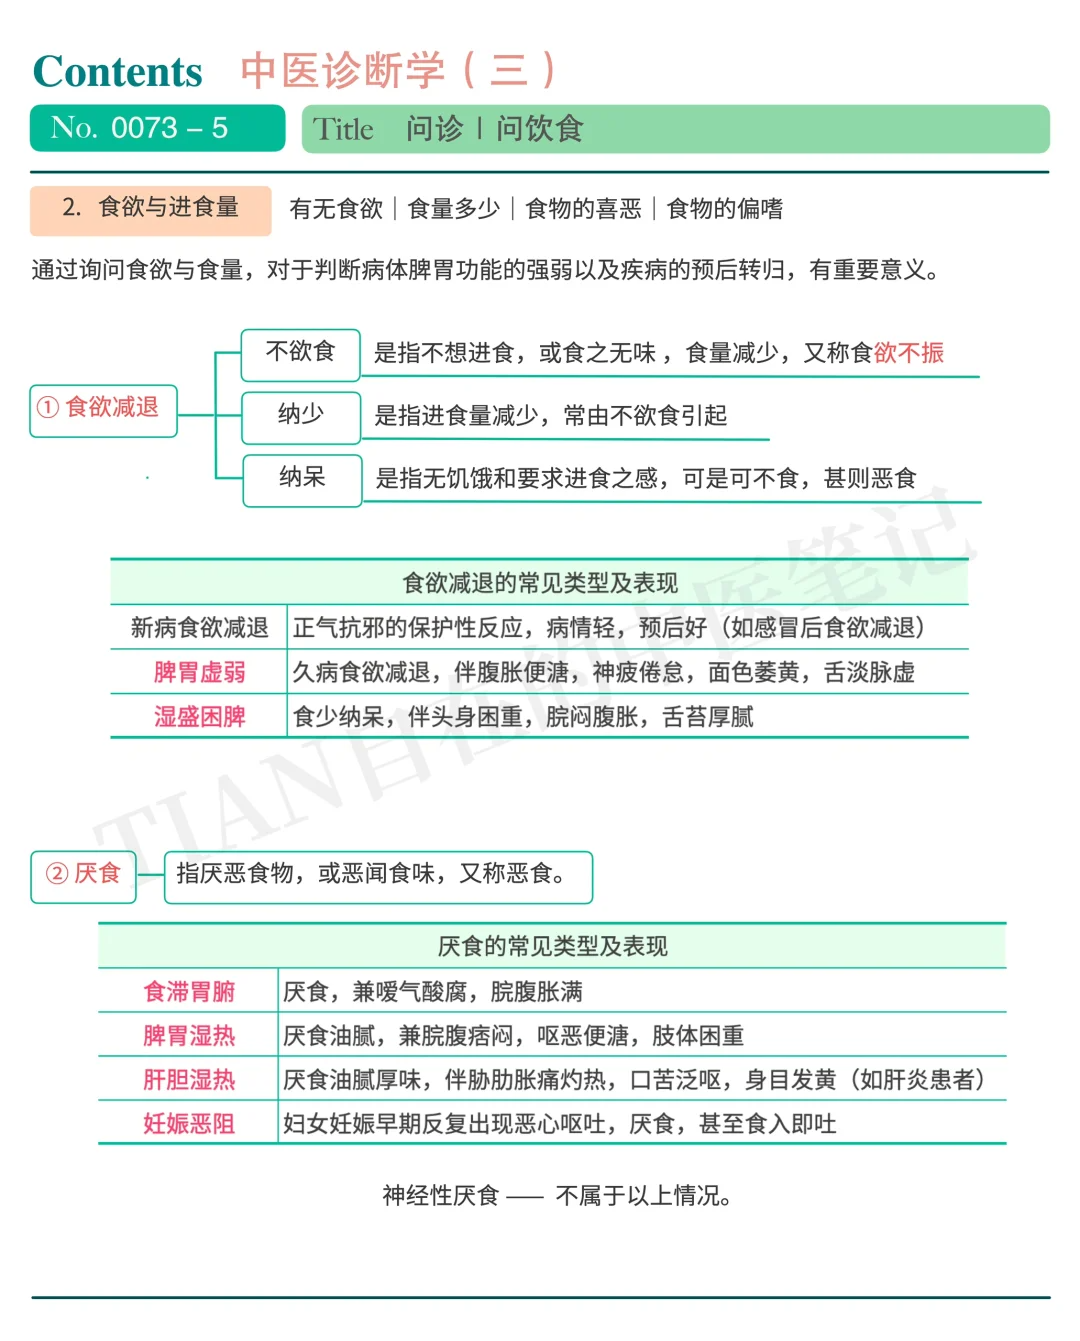 Contents 中医诊断学（三）
No. 0073 – 5 Title 问诊 | 问饮食
2. 食欲与进食量 有无食欲｜食量多少｜食物的喜恶｜食物的偏嗜
通过询问食欲与食量，对于判断病体脾胃功能的强弱以及疾病的预后转归，有重要意义。
① 食欲减退
不欲食 是指不想进食，或食之无味 ，食量减少，又称食欲不振
纳少 是指进食量减少，常由不欲食引起
纳呆 是指无饥饿和要求进食之感，可是可不食，甚则恶食
食欲减退的常见类型及表现
新病食欲减退 正气抗邪的保护性反应，病情轻，预后好（如感冒后食欲减退）
脾胃虚弱 久病食欲减退，伴腹胀便溏，神疲倦怠，面色萎黄，舌淡脉虚
湿盛困脾 食少纳呆，伴头身困重，脘闷腹胀，舌苔厚腻
TIAN自在的中医笔记
② 厌食 指厌恶食物，或恶闻食味，又称恶食。
厌食的常见类型及表现
食滞胃腑 厌食，兼嗳气酸腐，脘腹胀满
脾胃湿热 厌食油腻，兼脘腹痞闷，呕恶便溏，肢体困重
肝胆湿热 厌食油腻厚味，伴胁肋胀痛灼热，口苦泛呕，身目发黄（如肝炎患者）
妊娠恶阻 妇女妊娠早期反复出现恶心呕吐，厌食，甚至食入即吐
神经性厌食 —— 不属于以上情况。